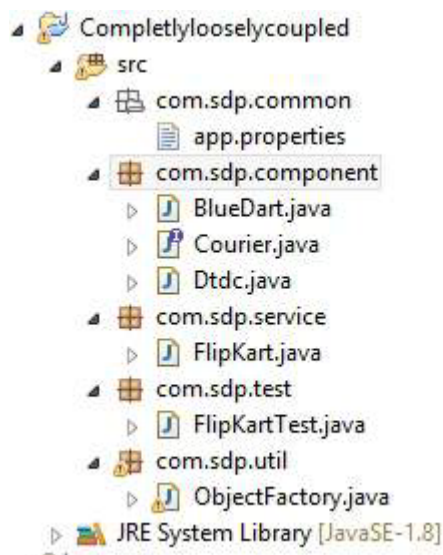 Completlylooselycoupled
src
com.sdp.common
app.properties
com.sdp.component
BlueDart.java
Courier.java
Dtdc.java
com.sdp.service
FlipKart.java
com.sdp.test
FlipKartTest.java
com.sdp.util
ObjectFactory.java
JRE System Library [JavaSE-1.8]